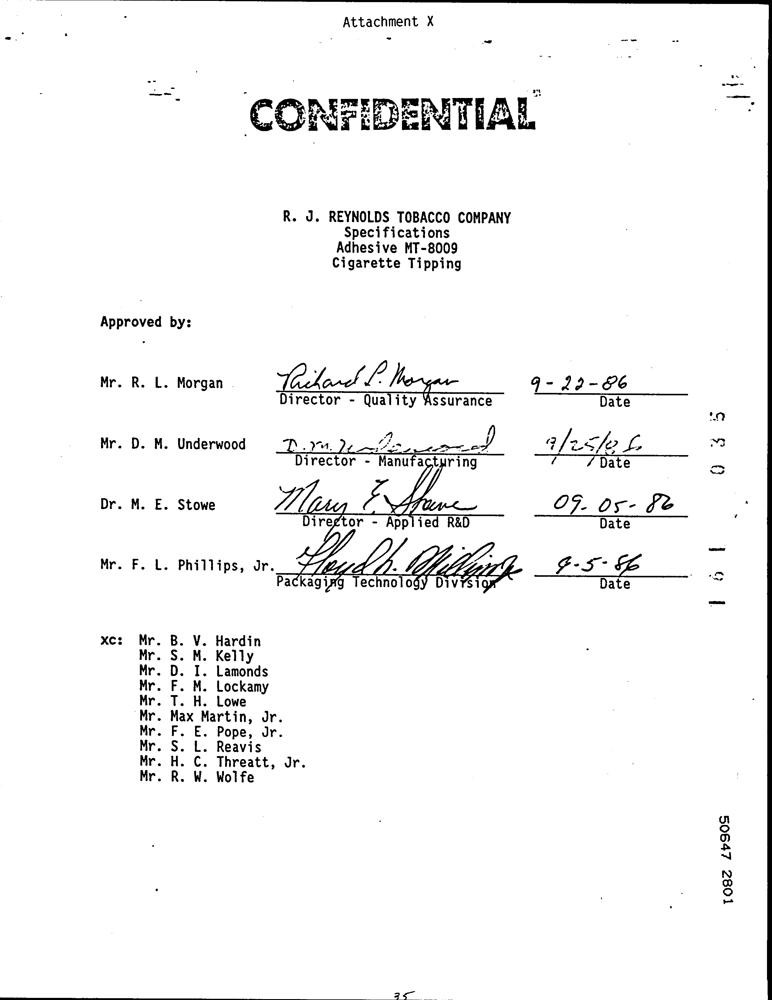 Attachment X
CONFIDENTIAL
R. J. REYNOLDS TOBACCO COMPANY
Specifications
Adhesive MT-8009
Cigarette Tipping
Approved by:
Mr. R. L. Morgan Richard L. Morgan 9-22-86
Director - Quality Assurance Date
Mr. D. M. Underwood D. M. Underwood 9/25/86
Director - Manufacturing Date
Dr. M. E. Stowe Mary E. Stowe 09-05-86
Director - Applied R&D Date
Mr. F. L. Phillips, Jr. 9-5-86
Packaging Technology Division Date
xc: Mr. B. V. Hardin
Mr. S. M. Kelly
Mr. D. I. Lamonds
Mr. F. M. Lockamy
Mr. T. H. Lowe
Mr. Max Martin, Jr.
Mr. F. E. Pope, Jr.
Mr. S. L. Reavis
Mr. H. C. Threatt, Jr.
Mr. R. W. Wolfe
50647 2801
35